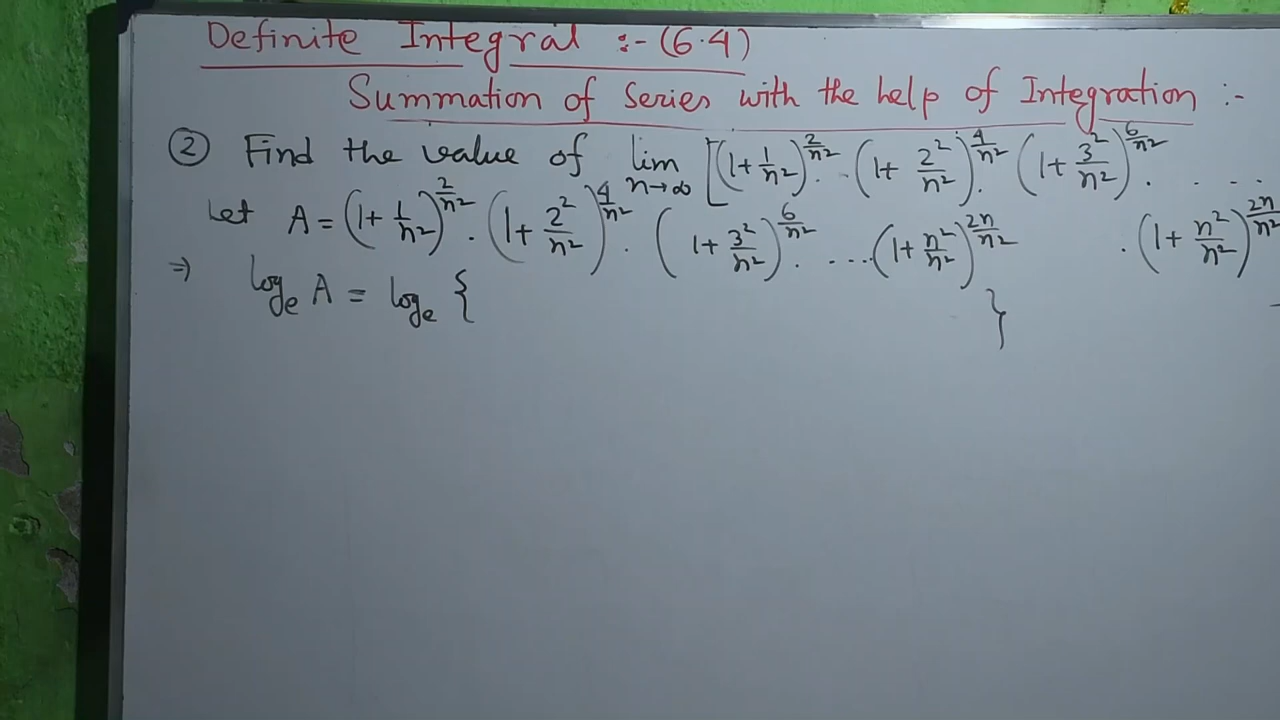 Definite Integral :- (6.4)
Summation of Series with the help of Integration :-
② Find the value of lim n→∞ [(1+1/n²)^(2/n²) . . (1+2²/n²)^(4/n²) . (1+3²/n²)^(6/n²) . . . .
. (1+n²/n²)^(2n/n²)
Let A = (1+1/n²)^(2/n²) . (1+2²/n²)^(4/n²) . (1+3²/n²)^(6/n²) . . . . . (1+n²/n²)^(2n/n²)
⇒ logₑ A = logₑ { }